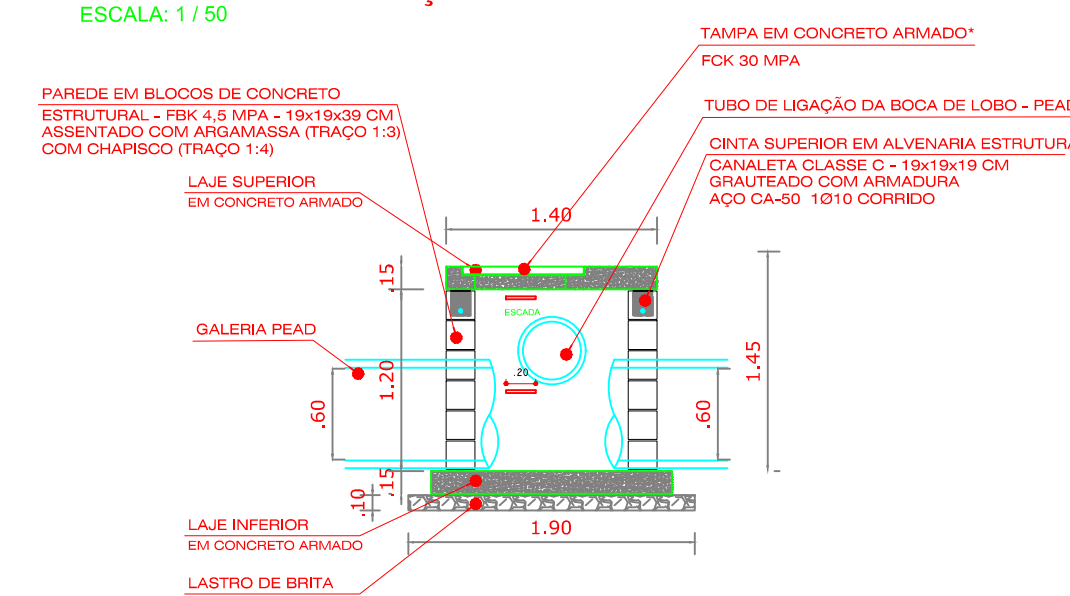 ESCALA: 1 / 50
TAMPA EM CONCRETO ARMADO*
FCK 30 MPA
PAREDE EM BLOCOS DE CONCRETO
ESTRUTURAL - FBK 4,5 MPA - 19x19x39 CM
ASSENTADO COM ARGAMASSA (TRAÇO 1:3)
COM CHAPISCO (TRAÇO 1:4)
TUBO DE LIGAÇÃO DA BOCA DE LOBO - PEAD
CINTA SUPERIOR EM ALVENARIA ESTRUTURA
CANALETA CLASSE C - 19x19x19 CM
GRAUTEADO COM ARMADURA
AÇO CA-50 1Ø10 CORRIDO
LAJE SUPERIOR
EM CONCRETO ARMADO
1.40
.15
ESCADA
GALERIA PEAD
1.20
.20
1.45
.60
.60
.15
.10
LAJE INFERIOR
EM CONCRETO ARMADO
1.90
LASTRO DE BRITA